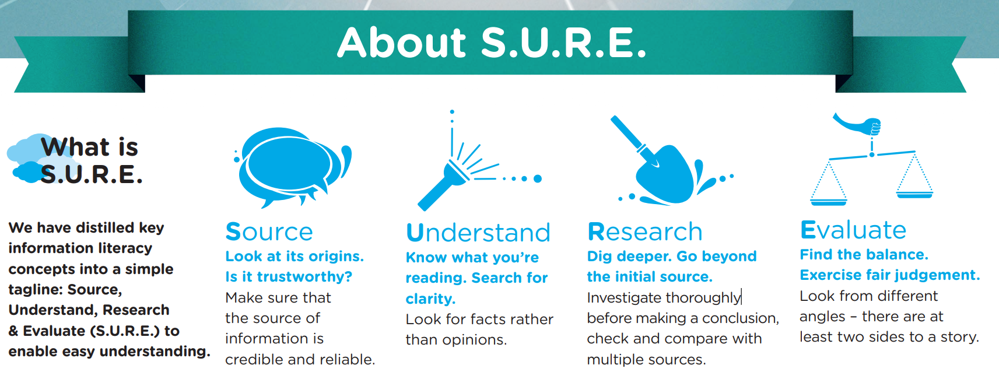 About S.U.R.E.
What is
S.U.R.E.
We have distilled key
information literacy
concepts into a simple
tagline: Source,
Understand, Research
& Evaluate (S.U.R.E.) to
enable easy understanding.
Source
Look at its origins.
Is it trustworthy?
Make sure that
the source of
information is
credible and reliable.
Understand
Know what you’re
reading. Search for
clarity.
Look for facts rather
than opinions.
Research
Dig deeper. Go beyond
the initial source.
Investigate thoroughly
before making a conclusion,
check and compare with
multiple sources.
Evaluate
Find the balance.
Exercise fair judgement.
Look from different
angles – there are at
least two sides to a story.